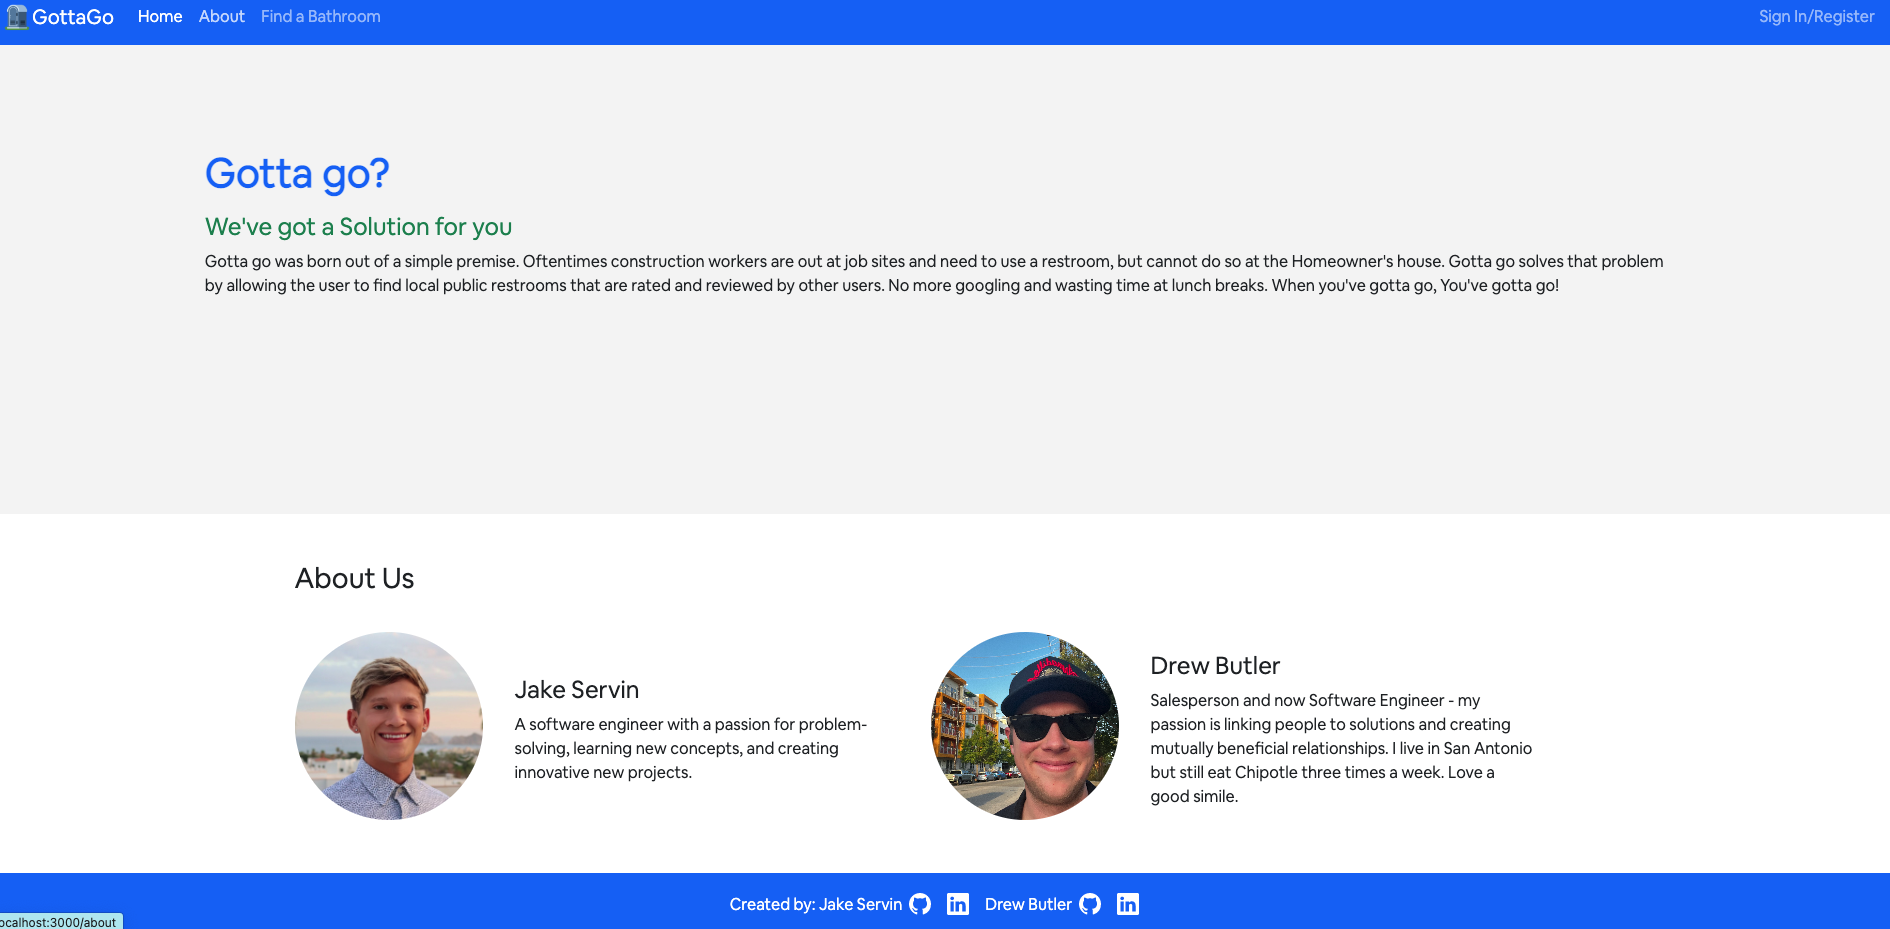 GottaGo Home About Find a Bathroom Sign In/Register
Gotta go?
We've got a Solution for you
Gotta go was born out of a simple premise. Oftentimes construction workers are out at job sites and need to use a restroom, but cannot do so at the Homeowner's house. Gotta go solves that problem
by allowing the user to find local public restrooms that are rated and reviewed by other users. No more googling and wasting time at lunch breaks. When you've gotta go, You've gotta go!
About Us
Jake Servin
A software engineer with a passion for problem-
solving, learning new concepts, and creating
innovative new projects.
Drew Butler
Salesperson and now Software Engineer - my
passion is linking people to solutions and creating
mutually beneficial relationships. I live in San Antonio
but still eat Chipotle three times a week. Love a
good simile.
Created by: Jake Servin in Drew Butler in
ocalhost:3000/about